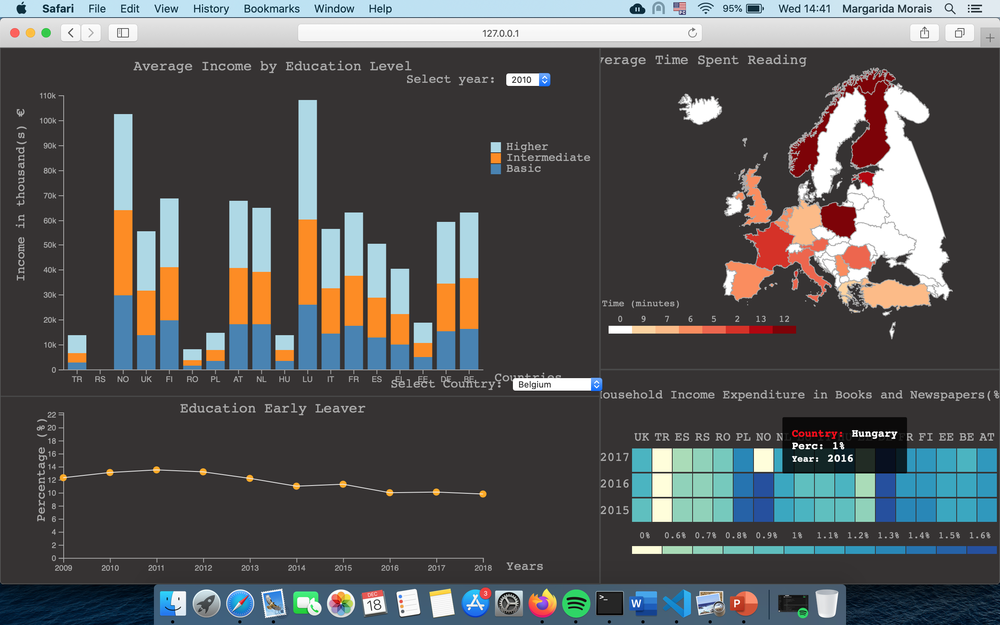 Safari File Edit View History Bookmarks Window Help PC 95% Wed 14:41 Margarida Morais
127.0.0.1
Average Income by Education Level
Select year: 2010
Income in thousand(s) €
110k
100k
90k
80k
70k
60k
50k
40k
30k
20k
10k
0
TR RS NO UK FI RO PL AT NL HU LU IT FR ES EL EE DE BE
Countries
Higher
Intermediate
Basic
Select Country: Belgium
Education Early Leaver
Percentage (%)
22
20
18
16
14
12
10
8
6
4
2
0
2009 2010 2011 2012 2013 2014 2015 2016 2017 2018
Years
verage Time Spent Reading
Time (minutes)
0 9 7 6 5 2 13 12
ousehold Income Expenditure in Books and Newspapers(%
UK TR ES RS RO PL NO N R FI EE BE AT
Country: Hungary
Perc: 1%
Year: 2016
2017
2016
2015
0% 0.6% 0.7% 0.8% 0.9% 1% 1.1% 1.2% 1.3% 1.4% 1.5% 1.6%
DEC
18
3
>_
W
P